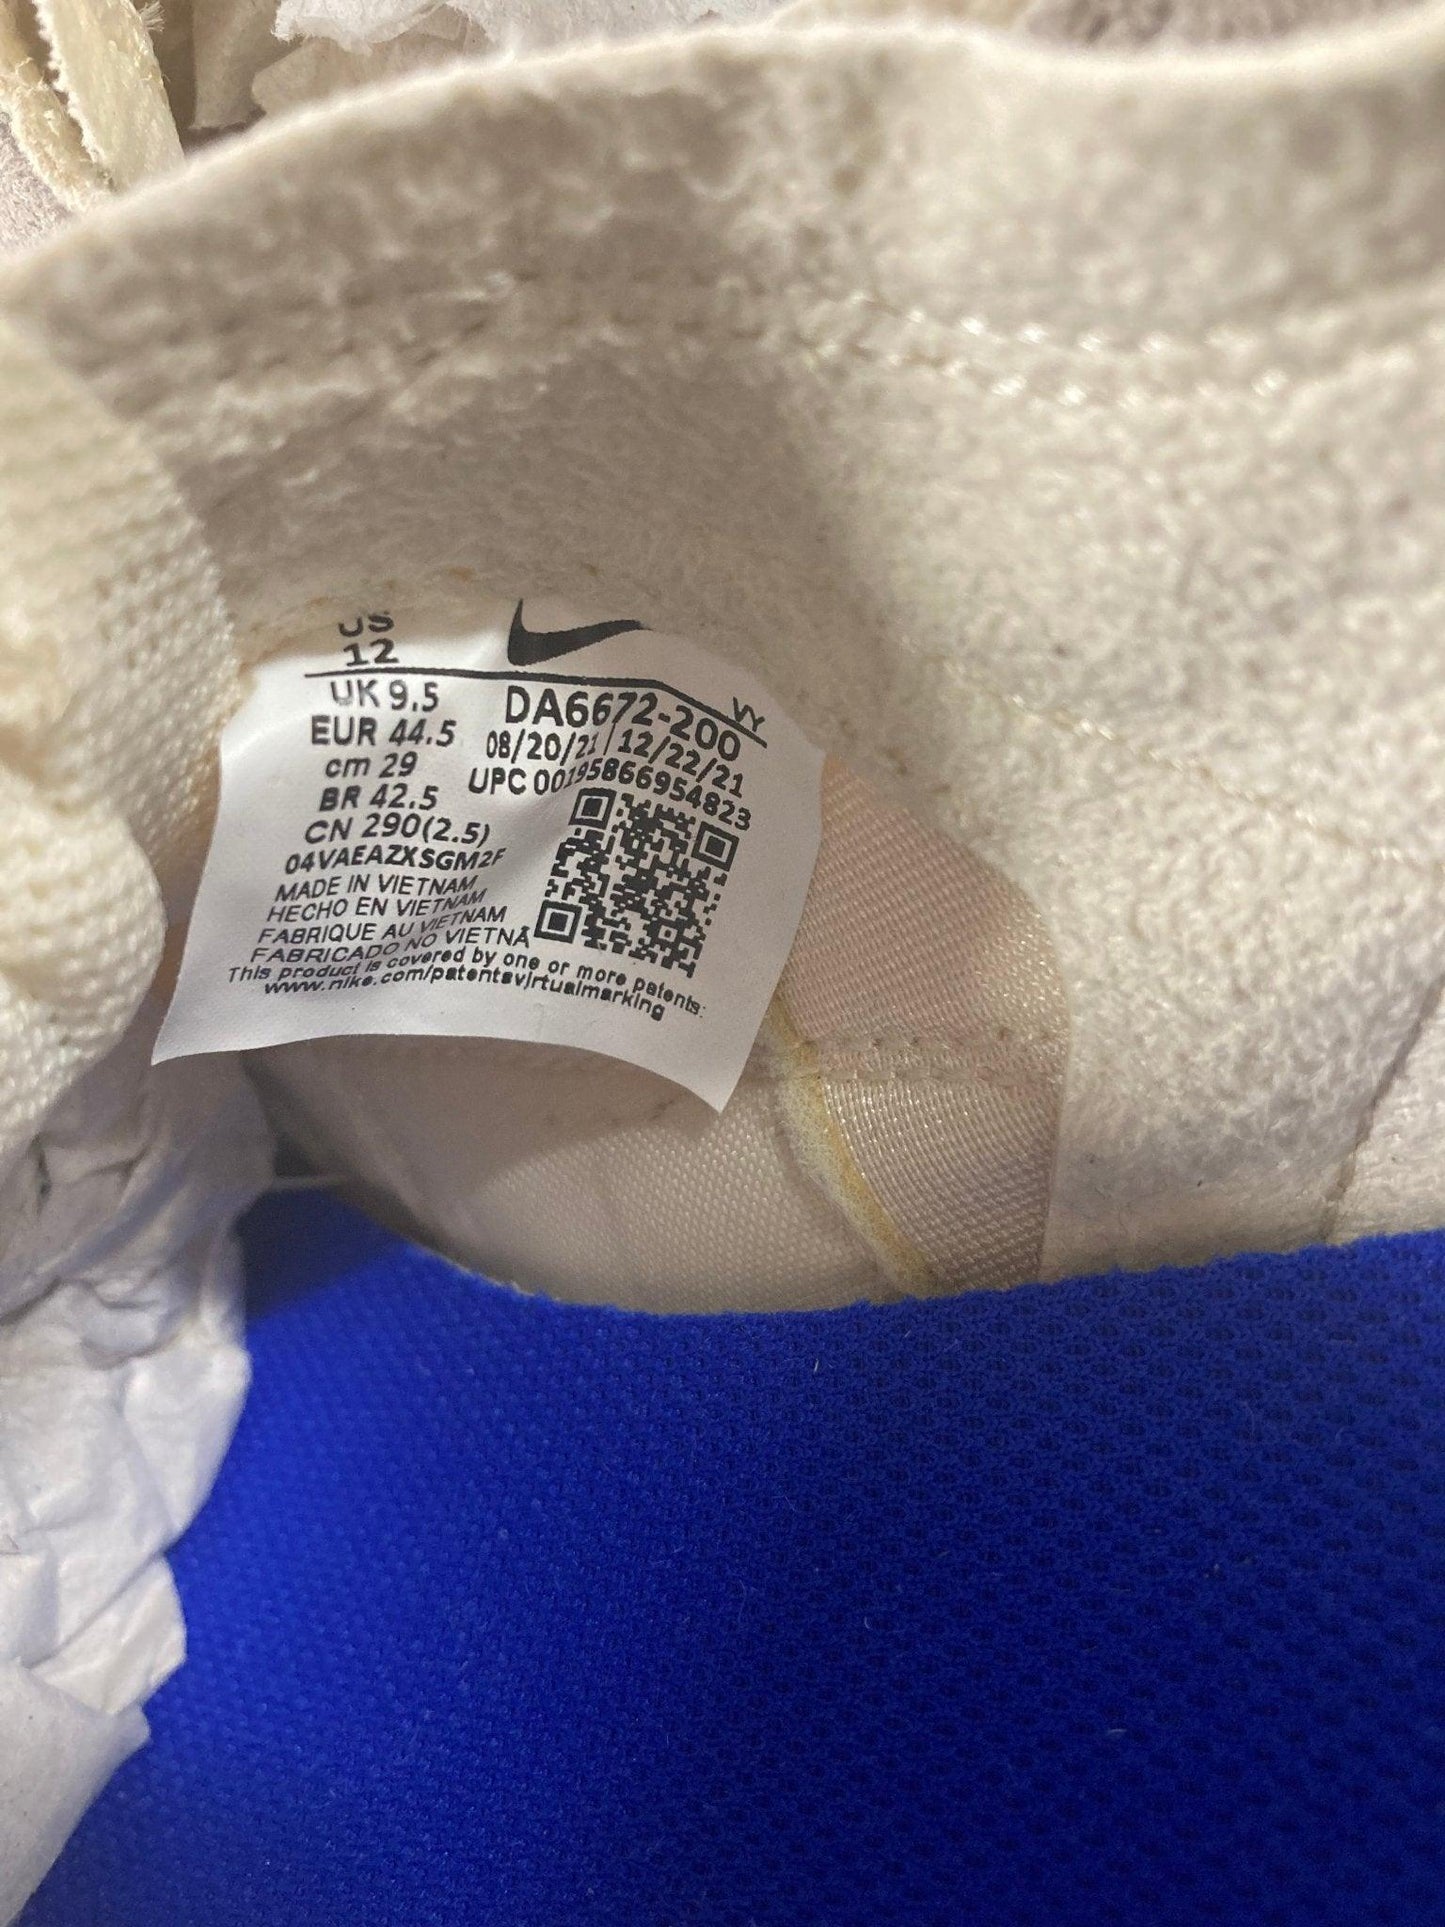 US
12
UK 9.5
EUR 44.5
cm 29
BR 42.5
CN 290(2.5)
04VAEAZXSGM2F
VY
DA6672-200
08/20/21 12/22/21
UPC 00195866954823
MADE IN VIETNAM
HECHO EN VIETNAM
FABRIQUE AU VIETNAM
FABRICADO NO VIETNÃ
This product is covered by one or more patents:
www.nike.com/patentsvirtualmarking